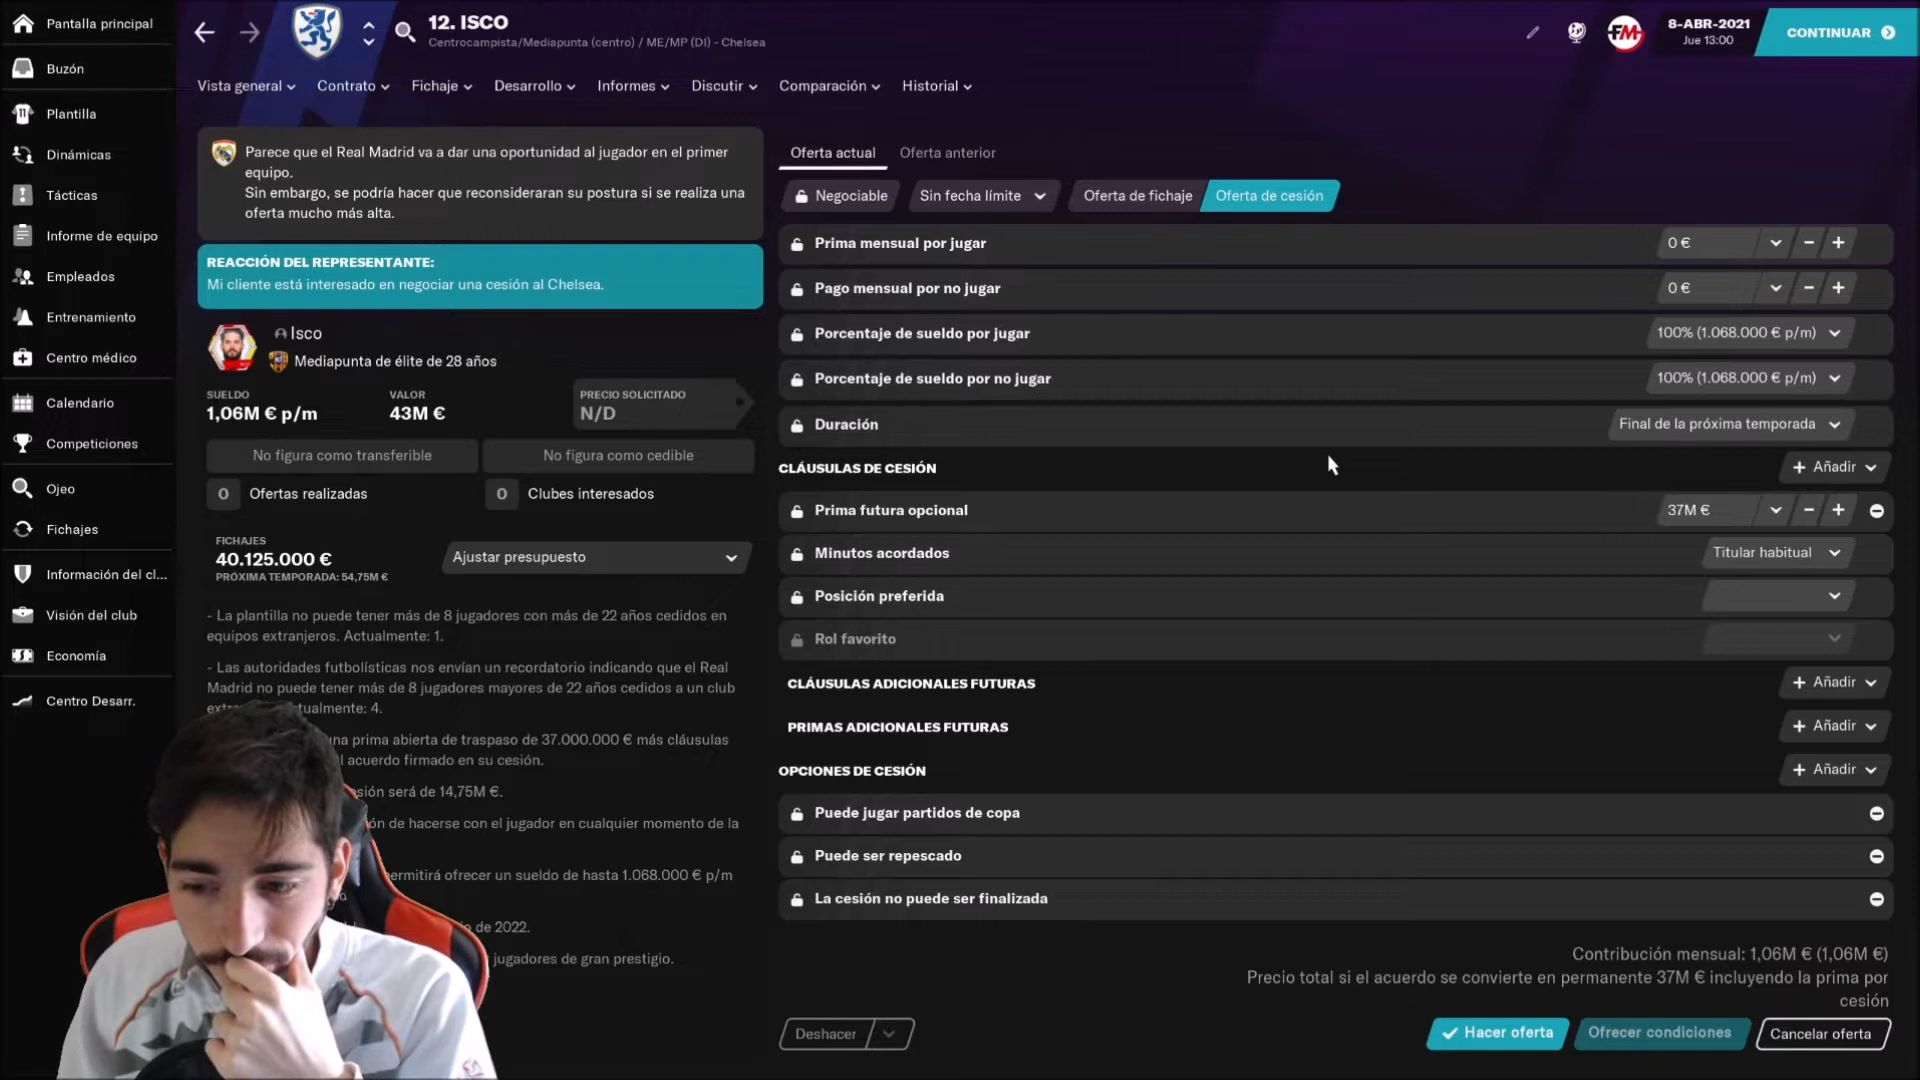 Pantalla principal
Buzón
Plantilla
Dinámicas
Tácticas
Informe de equipo
Empleados
Entrenamiento
Centro médico
Calendario
Competiciones
Ojeo
Fichajes
Información del cl...
Visión del club
Economía
Centro Desarr.
12. ISCO
Centrocampista/Mediapunta (centro) / ME/MP (DI) - Chelsea
FM
8-ABR-2021
Jue 13:00
CONTINUAR
Vista general
Contrato
Fichaje
Desarrollo
Informes
Discutir
Comparación
Historial
Parece que el Real Madrid va a dar una oportunidad al jugador en el primer
equipo.
Sin embargo, se podría hacer que reconsideraran su postura si se realiza una
oferta mucho más alta.
REACCIÓN DEL REPRESENTANTE:
Mi cliente está interesado en negociar una cesión al Chelsea.
Isco
Mediapunta de élite de 28 años
SUELDO
1,06M € p/m
VALOR
43M €
PRECIO SOLICITADO
N/D
No figura como transferible
No figura como cedible
0 Ofertas realizadas
0 Clubes interesados
FICHAJES
40.125.000 €
PRÓXIMA TEMPORADA: 54,75M €
Ajustar presupuesto
- La plantilla no puede tener más de 8 jugadores con más de 22 años cedidos en
equipos extranjeros. Actualmente: 1.
- Las autoridades futbolísticas nos envían un recordatorio indicando que el Real
Madrid no puede tener más de 8 jugadores mayores de 22 años cedidos a un club
tualmente: 4.
una prima abierta de traspaso de 37.000.000 € más cláusulas
l acuerdo firmado en su cesión.
esión será de 14,75M €.
ón de hacerse con el jugador en cualquier momento de la
permitirá ofrecer un sueldo de hasta 1.068.000 € p/m
de 2022.
jugadores de gran prestigio.
Oferta actual
Oferta anterior
Negociable
Sin fecha límite
Oferta de fichaje
Oferta de cesión
Prima mensual por jugar
0 €
Pago mensual por no jugar
0 €
Porcentaje de sueldo por jugar
100% (1.068.000 € p/m)
Porcentaje de sueldo por no jugar
100% (1.068.000 € p/m)
Duración
Final de la próxima temporada
CLÁUSULAS DE CESIÓN
+ Añadir
Prima futura opcional
37M €
Minutos acordados
Titular habitual
Posición preferida
Rol favorito
CLÁUSULAS ADICIONALES FUTURAS
+ Añadir
PRIMAS ADICIONALES FUTURAS
+ Añadir
OPCIONES DE CESIÓN
+ Añadir
Puede jugar partidos de copa
Puede ser repescado
La cesión no puede ser finalizada
Contribución mensual: 1,06M € (1,06M €)
Precio total si el acuerdo se convierte en permanente 37M € incluyendo la prima por
cesión
Deshacer
Hacer oferta
Ofrecer condiciones
Cancelar oferta